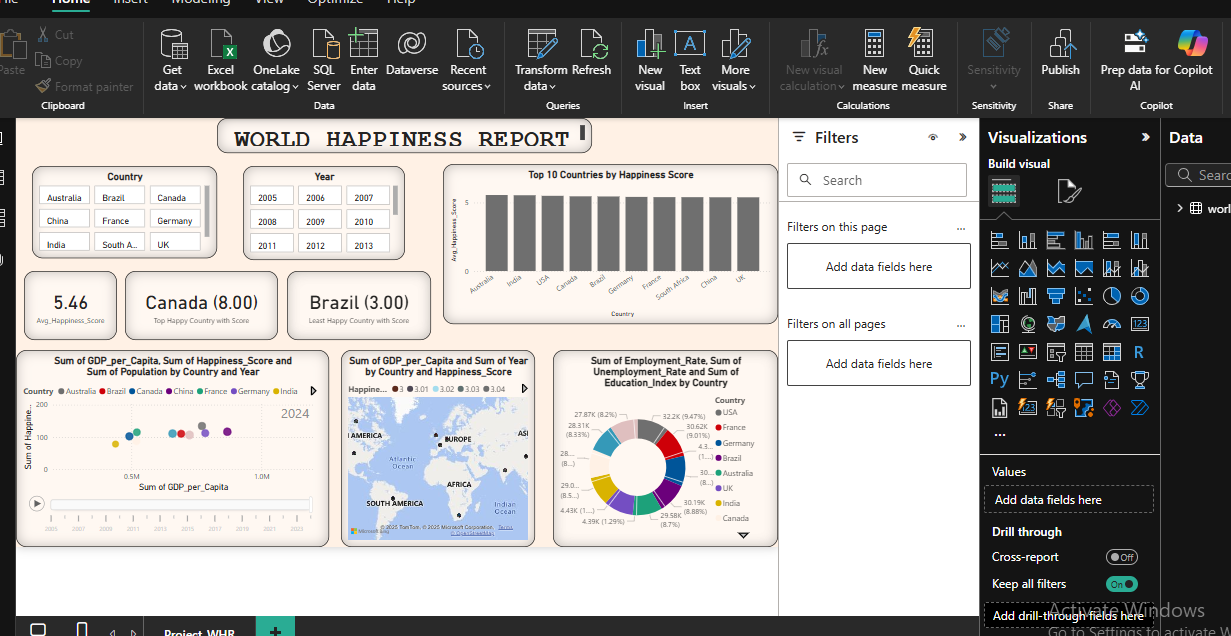 Home Insert Modeling View Optimize Help
Paste
Cut
Copy
Format painter
Clipboard
Get data
Excel workbook
OneLake catalog
SQL Server
Enter data
Dataverse
Recent sources
Data
Transform data
Refresh
Queries
New visual
Text box
More visuals
Insert
New visual calculation
New measure
Quick measure
Calculations
Sensitivity
Sensitivity
Publish
Share
Prep data for AI
Copilot
Copilot
WORLD HAPPINESS REPORT
Country
Australia Brazil Canada
China France Germany
India South A... UK
Year
2005 2006 2007
2008 2009 2010
2011 2012 2013
5.46
Avg_Happiness_Score
Canada (8.00)
Top Happy Country with Score
Brazil (3.00)
Least Happy Country with Score
Top 10 Countries by Happiness Score
Avg_Happiness_Score
5
0
Australia India USA Canada Brazil Germany France South Africa China UK
Country
Sum of GDP_per_Capita, Sum of Happiness_Score and
Sum of Population by Country and Year
Country Australia Brazil Canada China France Germany India
2024
Sum of Happine...
200
100
0
0.5M 1.0M
Sum of GDP_per_Capita
2005 2007 2009 2011 2013 2015 2017 2019 2021 2023
Sum of GDP_per_Capita and Sum of Year
by Country and Happiness_Score
Happine... 3 3.01 3.02 3.03 3.04
AMERICA
EUROPE
ASI
Atlantic
Ocean
AFRICA
SOUTH AMERICA
Indian
Ocean
Microsoft Bing
© 2025 TomTom, © 2025 Microsoft Corporation, Terms
© OpenStreetMap
Sum of Employment_Rate, Sum of
Unemployment_Rate and Sum of
Education_Index by Country
27.87K (8.2%)
28.31K
(8.33%)
28...
(8...)
29.0...
(8.5...)
4.43K (1....)
4.39K (1.29%)
32.2K (9.47%)
30.62K
(9.01%)
4.3...
(1...)
30...
(8...)
30.19K
(8.88%)
29.58K
(8.7%)
Country
USA
France
Germany
Brazil
Australia
UK
India
Canada
Filters
Search
Filters on this page
...
Add data fields here
Filters on all pages
...
Add data fields here
Visualizations
Build visual
123
R
Py
123
...
Values
Add data fields here
Drill through
Cross-report
Off
Keep all filters
On
Add drill-through fields here
Data
Searc
worl
Activate Windows
Go to Settings to activate W
Project_WHR